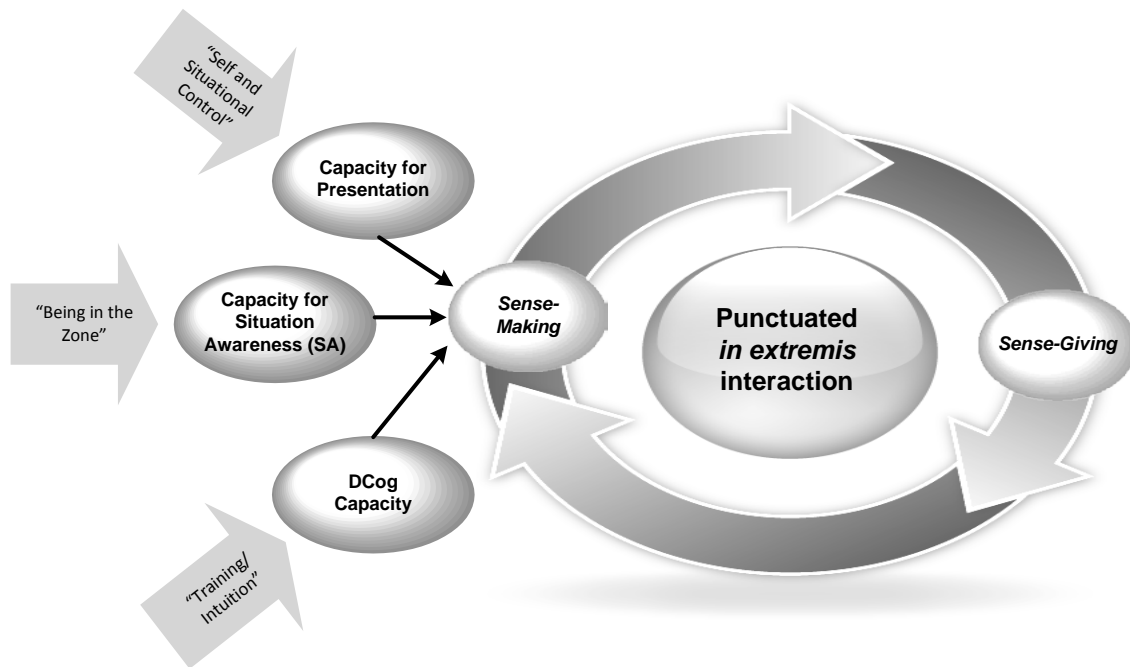 “Self and
Situational
Control”
Capacity for
Presentation
“Being in the
Zone”
Capacity for
Situation
Awareness (SA)
Sense-
Making
Punctuated
in extremis
interaction
Sense-Giving
DCog
Capacity
“Training/
Intuition”